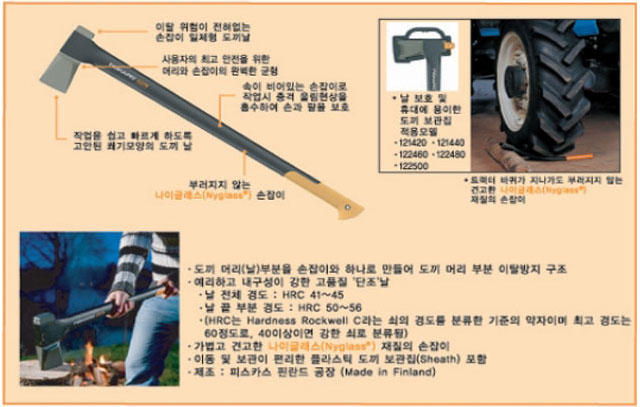 이탈 위험이 전혀없는
손잡이 일체형 도끼날
사용자의 최고 안전을 위한
머리와 손잡이의 완벽한 균형
속이 비어있는 손잡이로
작업시 충격 울림현상을
흡수하여 손과 팔을 보호
작업을 쉽고 빠르게 하도록
고안된 쐐기모양의 도끼 날
부러지지 않는
나이글래스(Nyglass®) 손잡이
* 날 보호 및
휴대에 용이한
도끼 보관집
적용모델
·121420 ·121440
·122460 ·122480
·122500
* 트랙터 바퀴가 지나가도 부러지지 않는
견고한 나이글래스(Nyglass®)
재질의 손잡이
· 도끼 머리(날)부분을 손잡이와 하나로 만들어 도끼 머리 부분 이탈방지 구조
· 예리하고 내구성이 강한 고품질 '단조'날
· 날 전체 경도 : HRC 41~45
· 날 끝 부분 경도 : HRC 50~56
· (HRC는 Hardness Rockwell C라는 쇠의 경도를 분류한 기준의 약자이며 최고 경도는
60정도로, 40이상이면 강한 쇠로 분류됨)
· 가볍고 견고한 나이글래스(Nyglass®) 재질의 손잡이
· 이동 및 보관이 편리한 플라스틱 도끼 보관집(Sheath) 포함
· 제조 : 피스카스 핀란드 공장 (Made in Finland)